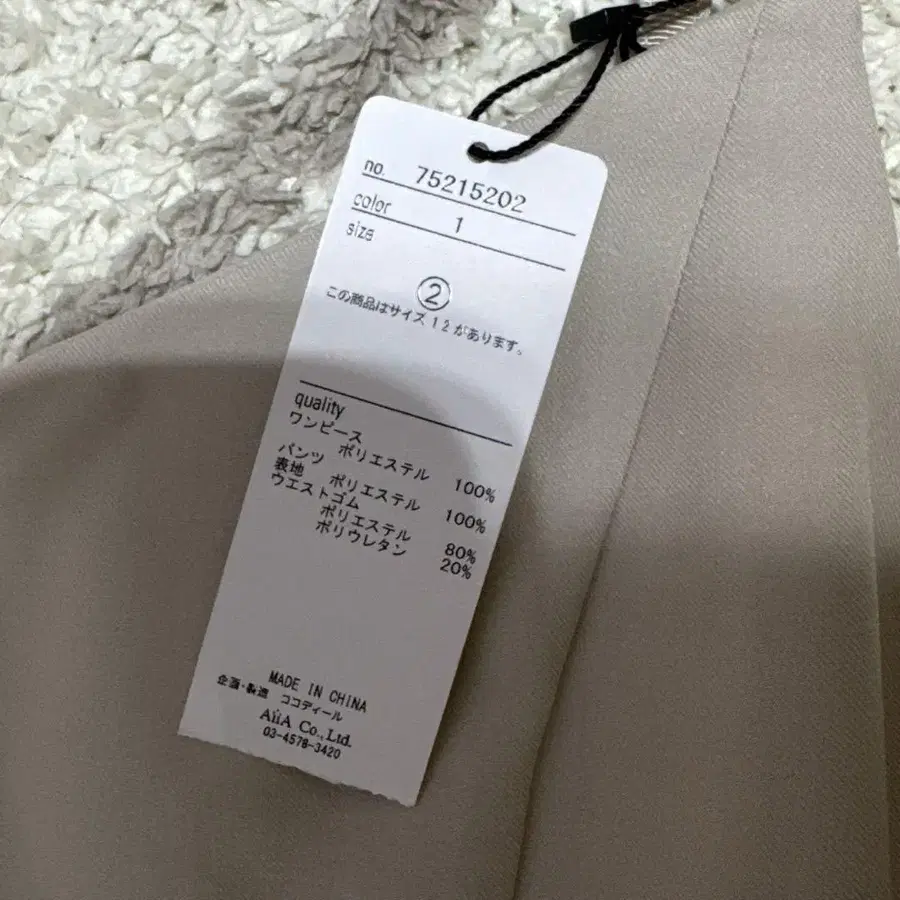 no. 75215202
color 1
size
②
この商品はサイズ12があります。
quality
ワンピース
ポリエステル 100%
パンツ
表地
ポリエステル 100%
ウエストゴム
ポリエステル 80%
ポリウレタン 20%
MADE IN CHINA
企画・製造 ココディール
AiiA Co., Ltd.
03-4578-3420